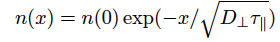 n(x) = n(0) exp(−x/√(D⊥τ∥))